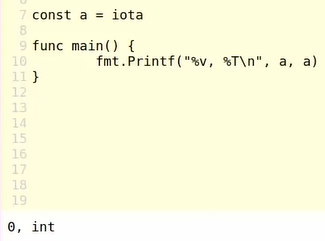 7 const a = iota
8
9 func main() {
10 fmt.Printf("%v, %T\n", a, a)
11 }
12
13
14
15
16
17
18
19
0, int